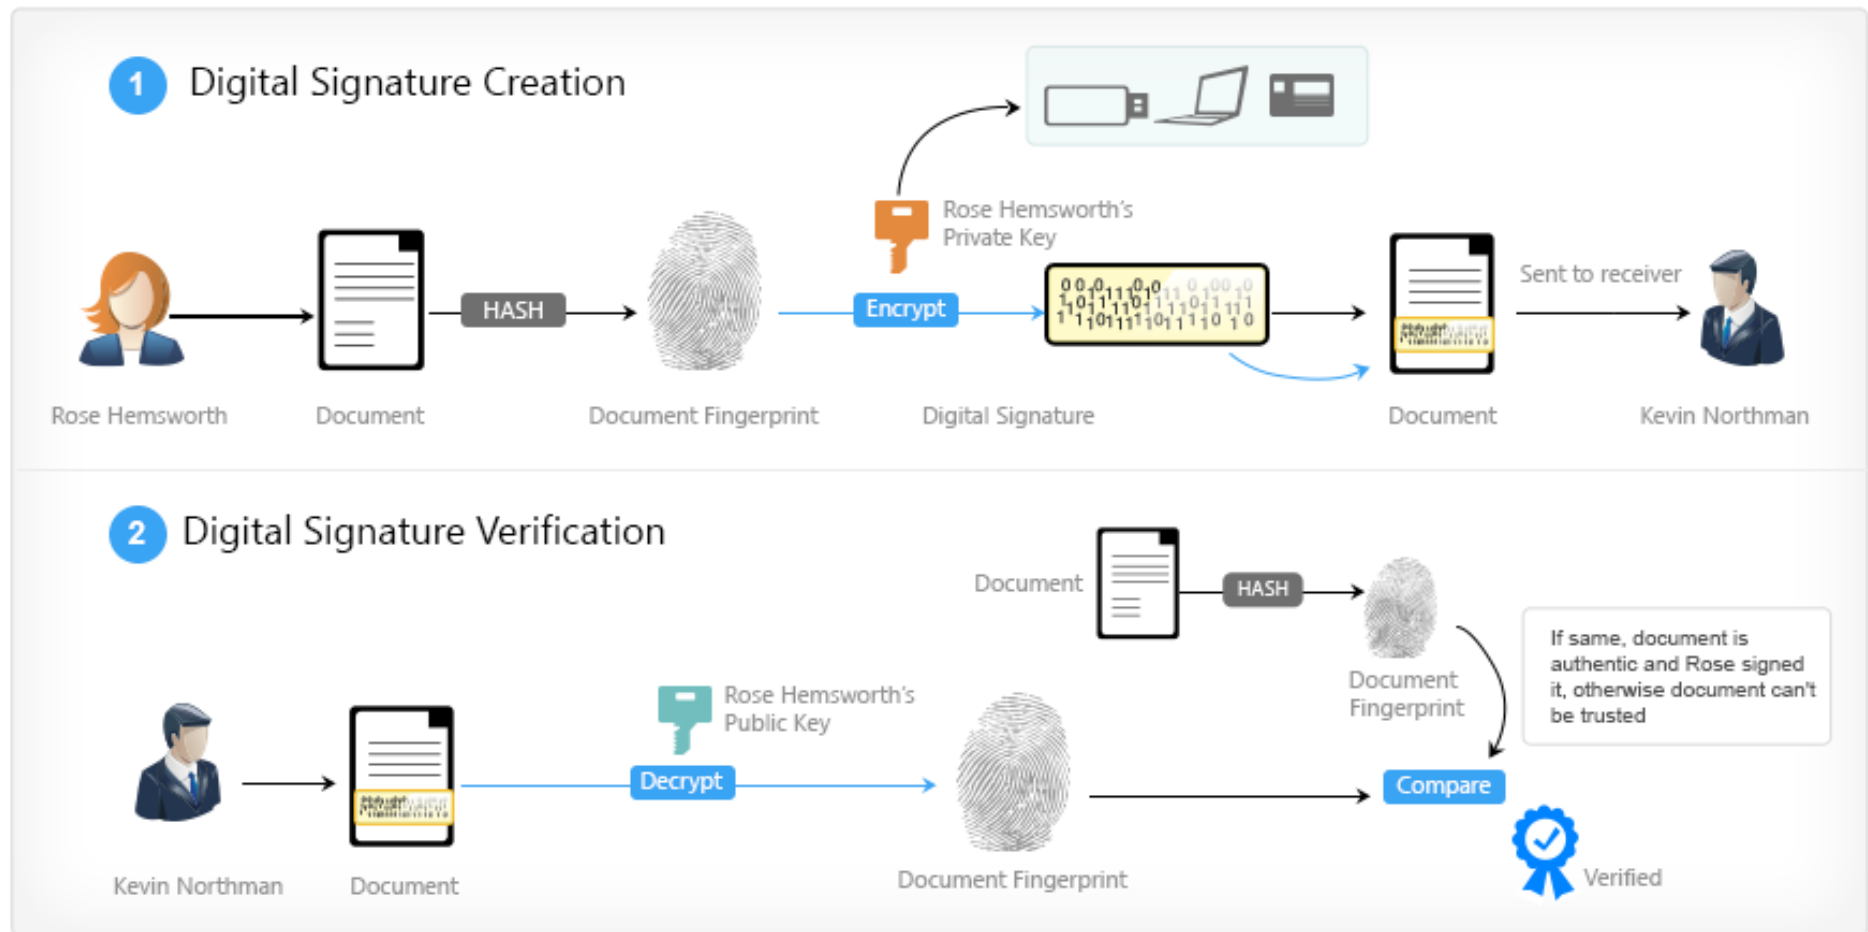 1 Digital Signature Creation
Rose Hemsworth's
Private Key
Sent to receiver
HASH
Encrypt
Rose Hemsworth
Document
Document Fingerprint
Digital Signature
Document
Kevin Northman
2 Digital Signature Verification
Document
HASH
Document
Fingerprint
If same, document is
authentic and Rose signed
it, otherwise document can't
be trusted
Rose Hemsworth's
Public Key
Decrypt
Compare
Kevin Northman
Document
Document Fingerprint
Verified